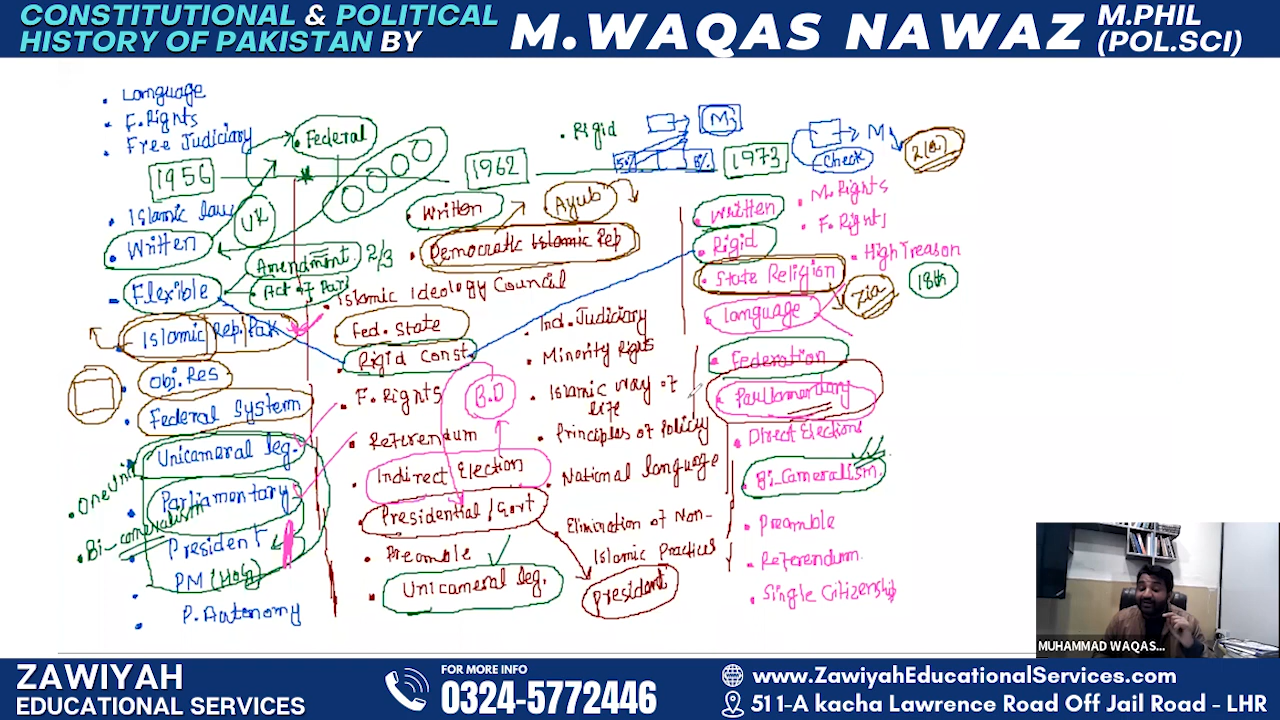 CONSTITUTIONAL & POLITICAL
HISTORY OF PAKISTAN BY
M.WAQAS NAWAZ
M.PHIL
(POL.SCI)
• Language
• F. Rights
• Free Judiciary
• Federal
1956
• Islamic law
UK
• Written
Amendment 2/3
• Flexible
Act of Parl
• Islamic Rep. Pak
• Obj. Res
• Federal System
• Unicameral leg.
• One Unit
• Parliamentary
• Bi-cameralism
• President
PM (HOG)
• P. Autonomy
1962
• Rigid
• Written
Ayub
• Democratic Islamic Rep
• Islamic Ideology Council
Fed. State
• Rigid Const
• F. Rights
B.D
• Referendum
Indirect Election
• Presidential / Govt
• Preamble
• Unicameral leg.
• Ind. Judiciary
• Minority Rights
• Islamic way of
life
• Principles of Policy
• National language
• Elimination of Non-
Islamic Practices
President
1973
50%
M
Check
• Written
• M. Rights
• Rigid
• F. Rights
• State Religion
• High Treason
Zia
18th
• Language
• Federation
• Parliamentary
• Direct Elections
• Bi-Cameralism
• Preamble
• Referendum
• Single Citizenship
MUHAMMAD WAQAS...
ZAWIYAH
EDUCATIONAL SERVICES
FOR MORE INFO
0324-5772446
www.ZawiyahEducationalServices.com
511-A kacha Lawrence Road Off Jail Road - LHR